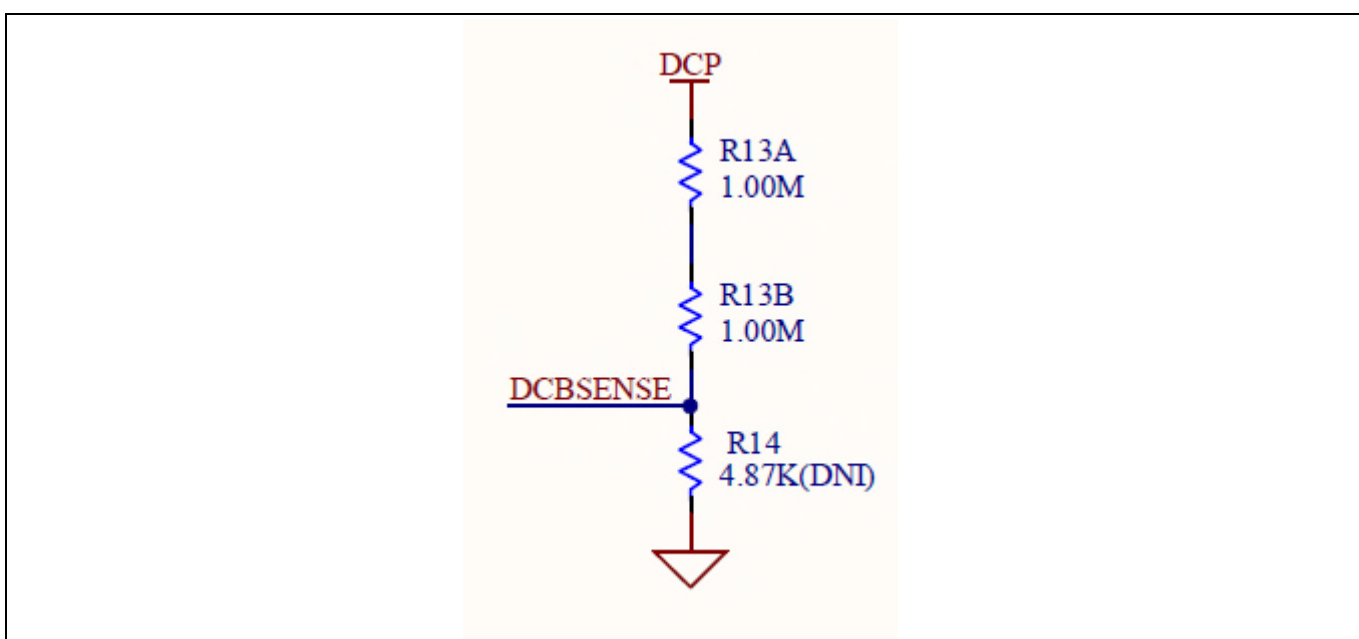 DCP
R13A
1.00M
R13B
1.00M
DCBSENSE
R14
4.87K(DNI)